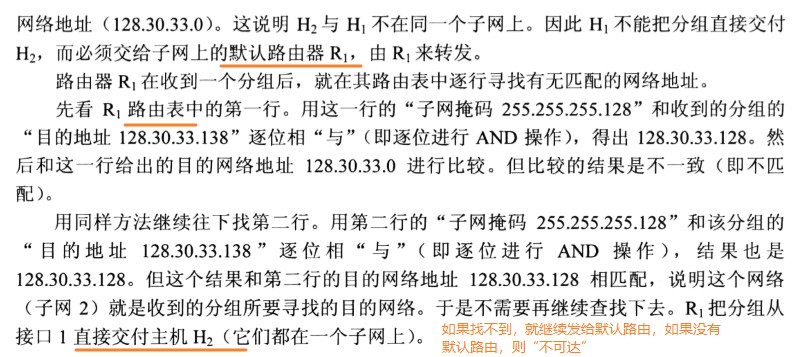 网络地址（128.30.33.0）。这说明 H₂ 与 H₁ 不在同一个子网上。因此 H₁ 不能把分组直接交付
H₂，而必须交给子网上的默认路由器 R₁，由 R₁ 来转发。
路由器 R₁ 在收到一个分组后，就在其路由表中逐行寻找有无匹配的网络地址。
先看 R₁ 路由表中的第一行。用这一行的“子网掩码 255.255.255.128”和收到的分组的
“目的地址 128.30.33.138”逐位相“与”（即逐位进行 AND 操作），得出 128.30.33.128。然
后和这一行给出的目的网络地址 128.30.33.0 进行比较。但比较的结果是不一致（即不匹
配）。
用同样方法继续往下找第二行。用第二行的“子网掩码 255.255.255.128”和该分组的
“目的地址 128.30.33.138”逐位相“与”（即逐位进行 AND 操作），结果也是
128.30.33.128。但这个结果和第二行的目的网络地址 128.30.33.128 相匹配，说明这个网络
（子网 2）就是收到的分组所要寻找的目的网络。于是不需要再继续查找下去。R₁ 把分组从
接口 1 直接交付主机 H₂（它们都在一个子网上）。
如果找不到，就继续发给默认路由，如果没有
默认路由，则“不可达”